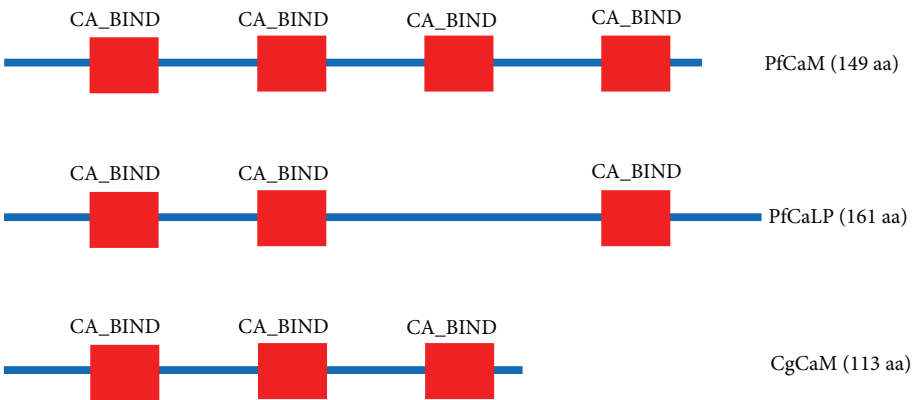 CA_BIND CA_BIND CA_BIND CA_BIND
PfCaM (149 aa)
CA_BIND CA_BIND CA_BIND
PfCaLP (161 aa)
CA_BIND CA_BIND CA_BIND
CgCaM (113 aa)